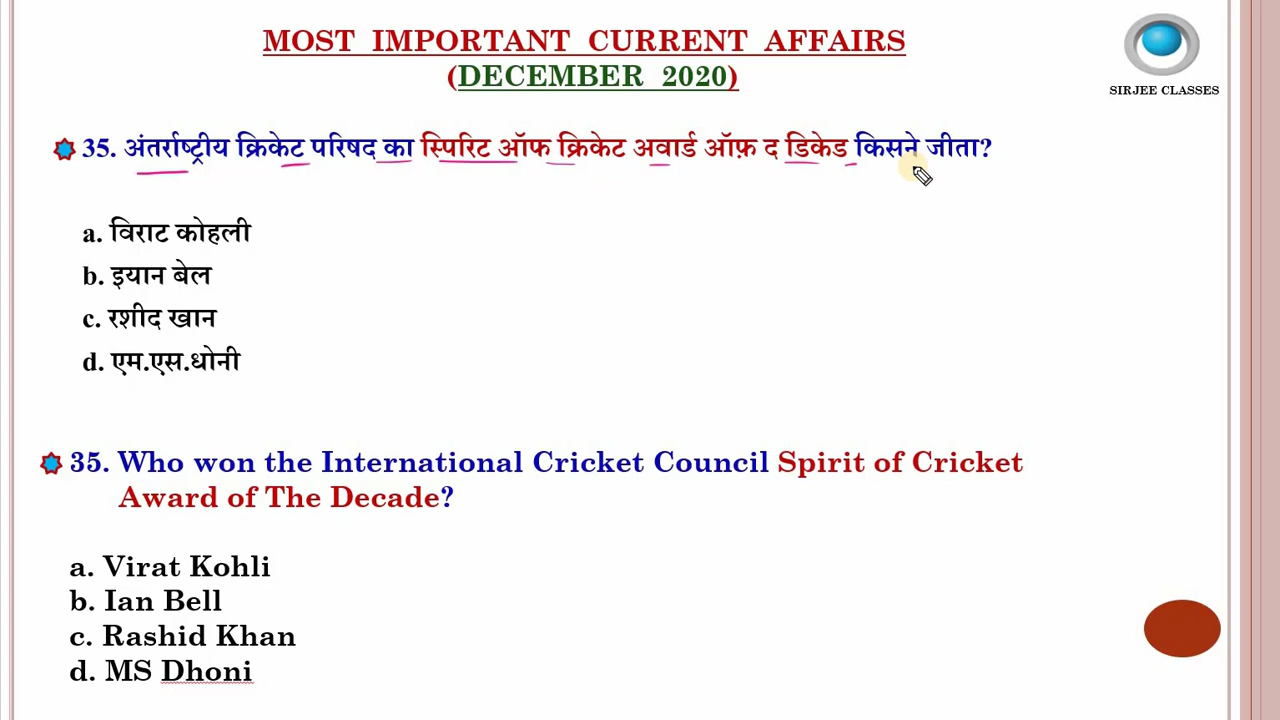 MOST IMPORTANT CURRENT AFFAIRS
(DECEMBER 2020)
SIRJEE CLASSES
35. अंतर्राष्ट्रीय क्रिकेट परिषद का स्पिरिट ऑफ क्रिकेट अवार्ड ऑफ़ द डिकेड किसने जीता?
a. विराट कोहली
b. इयान बेल
c. रशीद खान
d. एम.एस.धोनी
35. Who won the International Cricket Council Spirit of Cricket
Award of The Decade?
a. Virat Kohli
b. Ian Bell
c. Rashid Khan
d. MS Dhoni